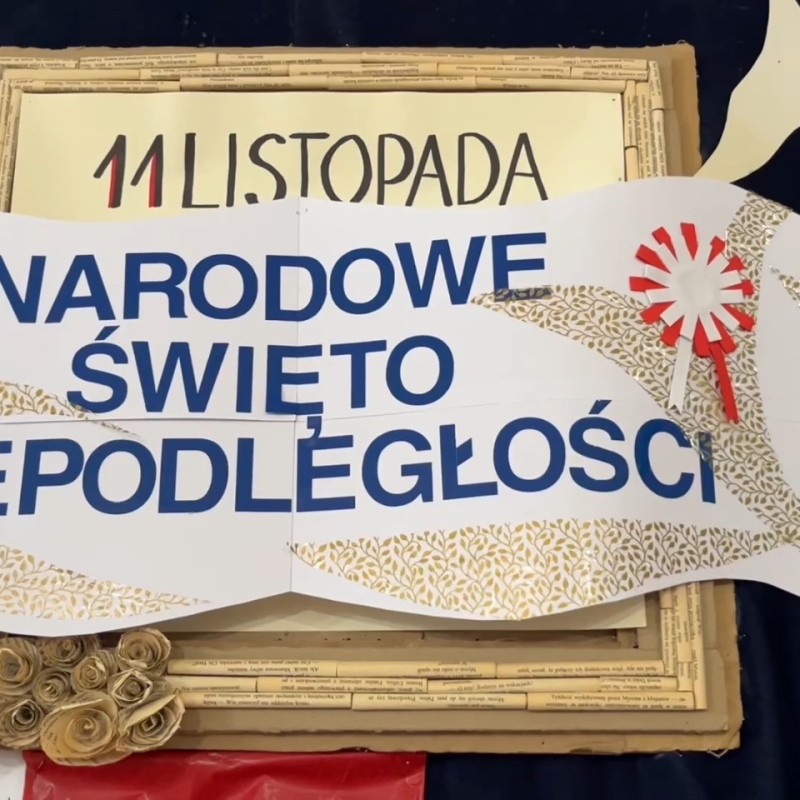 11 LISTOPADA
NARODOWE
ŚWIĘTO
EPODLEGŁOŚCI